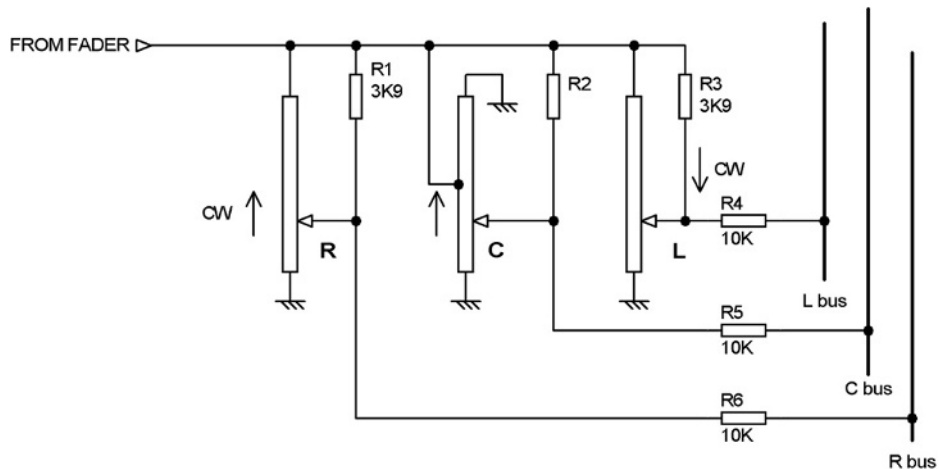 FROM FADER
R1
3K9
R2
R3
3K9
CW
CW
R
C
L
R4
10K
L bus
R5
10K
C bus
R6
10K
R bus